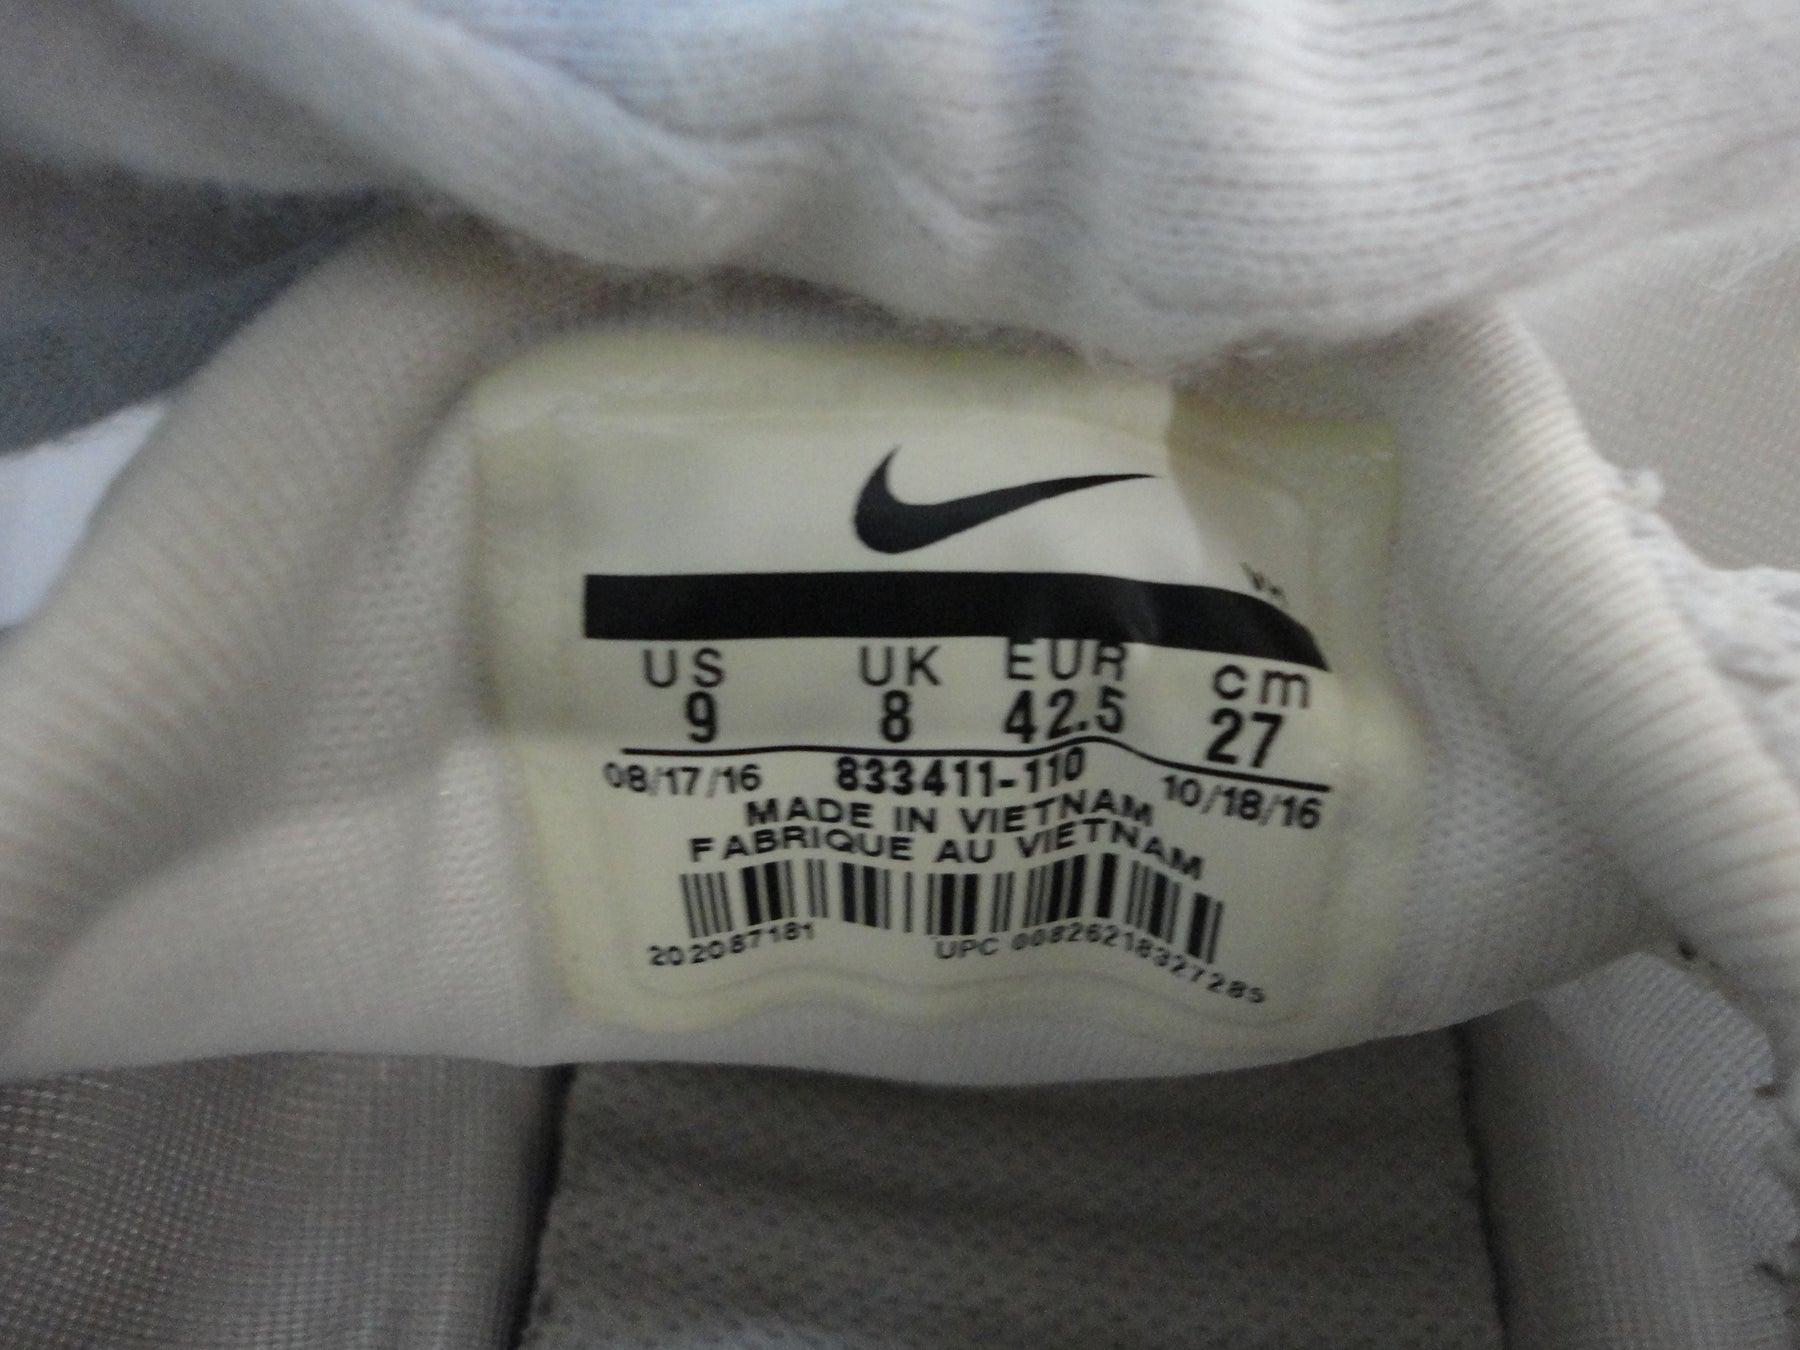 US UK EUR cm
9 8 42.5 27
08/17/16 833411-110 10/18/16
MADE IN VIETNAM
FABRIQUE AU VIETNAM
202087181 UPC 00826218327285